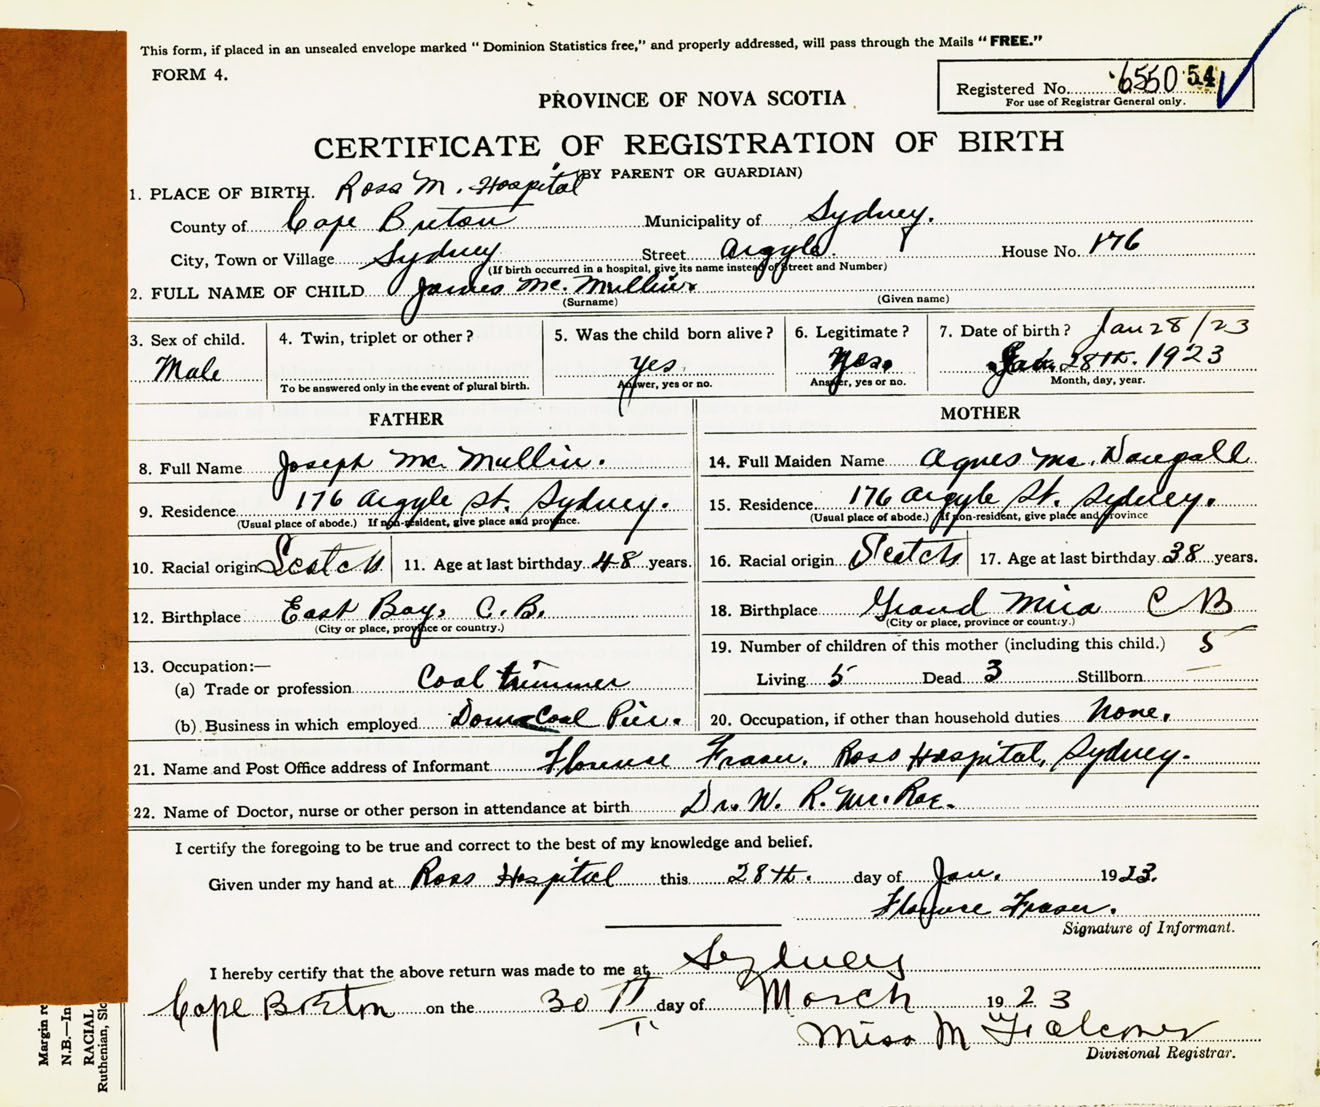 This form, if placed in an unsealed envelope marked " Dominion Statistics free," and properly addressed, will pass through the Mails " FREE."
FORM 4.
Registered No. 6550 54
For use of Registrar General only.
PROVINCE OF NOVA SCOTIA
CERTIFICATE OF REGISTRATION OF BIRTH
(BY PARENT OR GUARDIAN)
1. PLACE OF BIRTH. Ross M. Hospital
County of Cape Breton Municipality of Sydney.
City, Town or Village Sydney Street Argyle. House No. 176
(If birth occurred in a hospital, give its name instead of Street and Number)
2. FULL NAME OF CHILD James Mc. Mullin.
(Surname) (Given name)
3. Sex of child. 4. Twin, triplet or other ? 5. Was the child born alive ? 6. Legitimate ? 7. Date of birth ? Jan 28/23
Male yes. Yes. 28th. 1923
To be answered only in the event of plural birth. Answer, yes or no. Answer, yes or no. Month, day, year.
FATHER MOTHER
8. Full Name Joseph Mc. Mullin. 14. Full Maiden Name Agnes Mc. Dougall
9. Residence 176 Argyle St. Sydney. 15. Residence 176 Argyle St. Sydney.
(Usual place of abode.) If non-resident, give place and province. (Usual place of abode.) If non-resident, give place and province
10. Racial origin Scotch 11. Age at last birthday 48 years. 16. Racial origin Scotch 17. Age at last birthday 38 years.
12. Birthplace East Bay, C.B. 18. Birthplace Grand Mira C B
(City or place, province or country.) (City or place, province or country.)
19. Number of children of this mother (including this child.) 5
13. Occupation:—
(a) Trade or profession Coal trimmer Living 5 Dead 3 Stillborn
(b) Business in which employed Dom. Coal Pier. 20. Occupation, if other than household duties None.
21. Name and Post Office address of Informant Florence Fraser. Ross Hospital, Sydney.
22. Name of Doctor, nurse or other person in attendance at birth Dr. W. R. Mc. Rae.
I certify the foregoing to be true and correct to the best of my knowledge and belief.
Given under my hand at Ross Hospital this 28th. day of Jan. 1923.
Florence Fraser.
Signature of Informant.
I hereby certify that the above return was made to me at Sydney
Cape Breton on the 30 day of March 1923
Miss M Falconer
Divisional Registrar.
Margin re
N.B.—In
RACIAL
Ruthenian, Slo